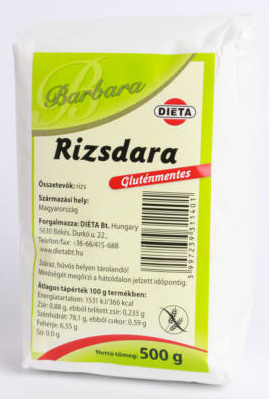 Barbara
DIÉTA
Rizsdara
Gluténmentes
Összetevők: rizs
Származási hely:
Magyarország
Forgalmazza: DIÉTA Bt. Hungary
5630 Békés, Durkó u. 22.,
Telefon/fax: +36-66/415-688
www.dietabt.hu
Száraz, hűvös helyen tárolandó!
Minőségét megőrzi a hátoldalon jelzett időpontig.
Átlagos tápérték 100 g termékben:
Energiatartalom: 1531 kJ/366 kcal
Zsír: 0,88 g, ebből telített zsír: 0,233 g
Szénhidrát: 78,1 g, ebből cukor: 0,59 g
Fehérje: 6,55 g
Só: 0,0 g
Nettó tömeg: 500 g
5997239311401